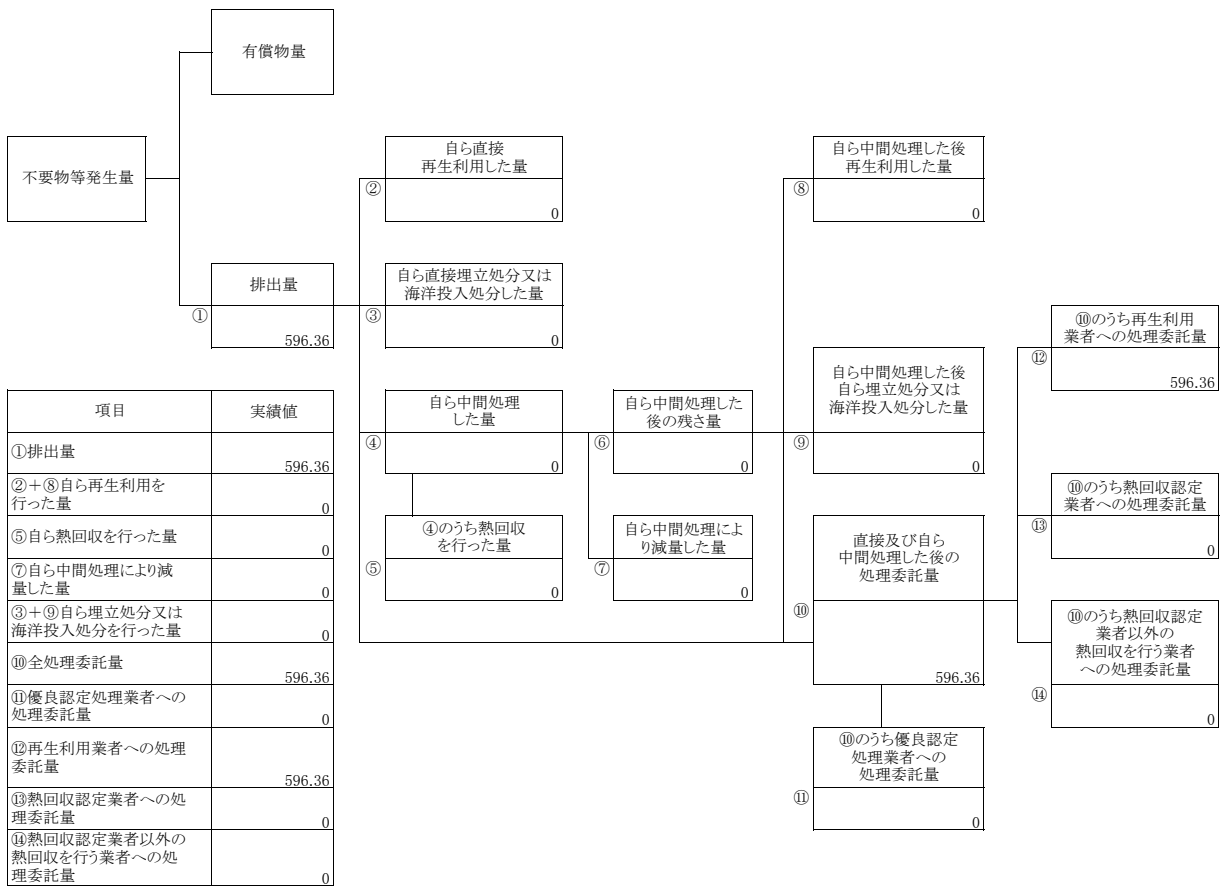 有償物量
不要物等発生量
自ら直接
再生利用した量
②
0
自ら中間処理した後
再生利用した量
⑧
0
排出量
①
596.36
自ら直接埋立処分又は
海洋投入処分した量
③
0
⑩のうち再生利用
業者への処理委託量
⑫
596.36
自ら中間処理
した量
④
0
自ら中間処理した
後の残さ量
⑥
0
自ら中間処理した後
自ら埋立処分又は
海洋投入処分した量
⑨
0
⑩のうち熱回収認定
業者への処理委託量
⑬
0
④のうち熱回収
を行った量
⑤
0
自ら中間処理によ
り減量した量
⑦
0
直接及び自ら
中間処理した後の
処理委託量
⑩
596.36
⑩のうち熱回収認定
業者以外の
熱回収を行う業者
への処理委託量
⑭
0
⑩のうち優良認定
処理業者への
処理委託量
⑪
0
項目 実績値
①排出量
596.36
②＋⑧自ら再生利用を
行った量
0
⑤自ら熱回収を行った量
0
⑦自ら中間処理により減
量した量
0
③＋⑨自ら埋立処分又は
海洋投入処分を行った量
0
⑩全処理委託量
596.36
⑪優良認定処理業者への
処理委託量
0
⑫再生利用業者への処理
委託量
596.36
⑬熱回収認定業者への処
理委託量
0
⑭熱回収認定業者以外の
熱回収を行う業者への処
理委託量
0